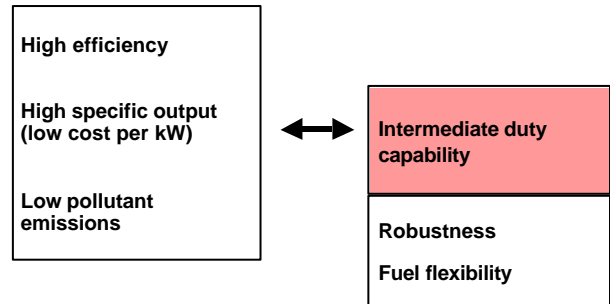 High efficiency
High specific output
(low cost per kW)
Low pollutant
emissions
Intermediate duty
capability
Robustness
Fuel flexibility